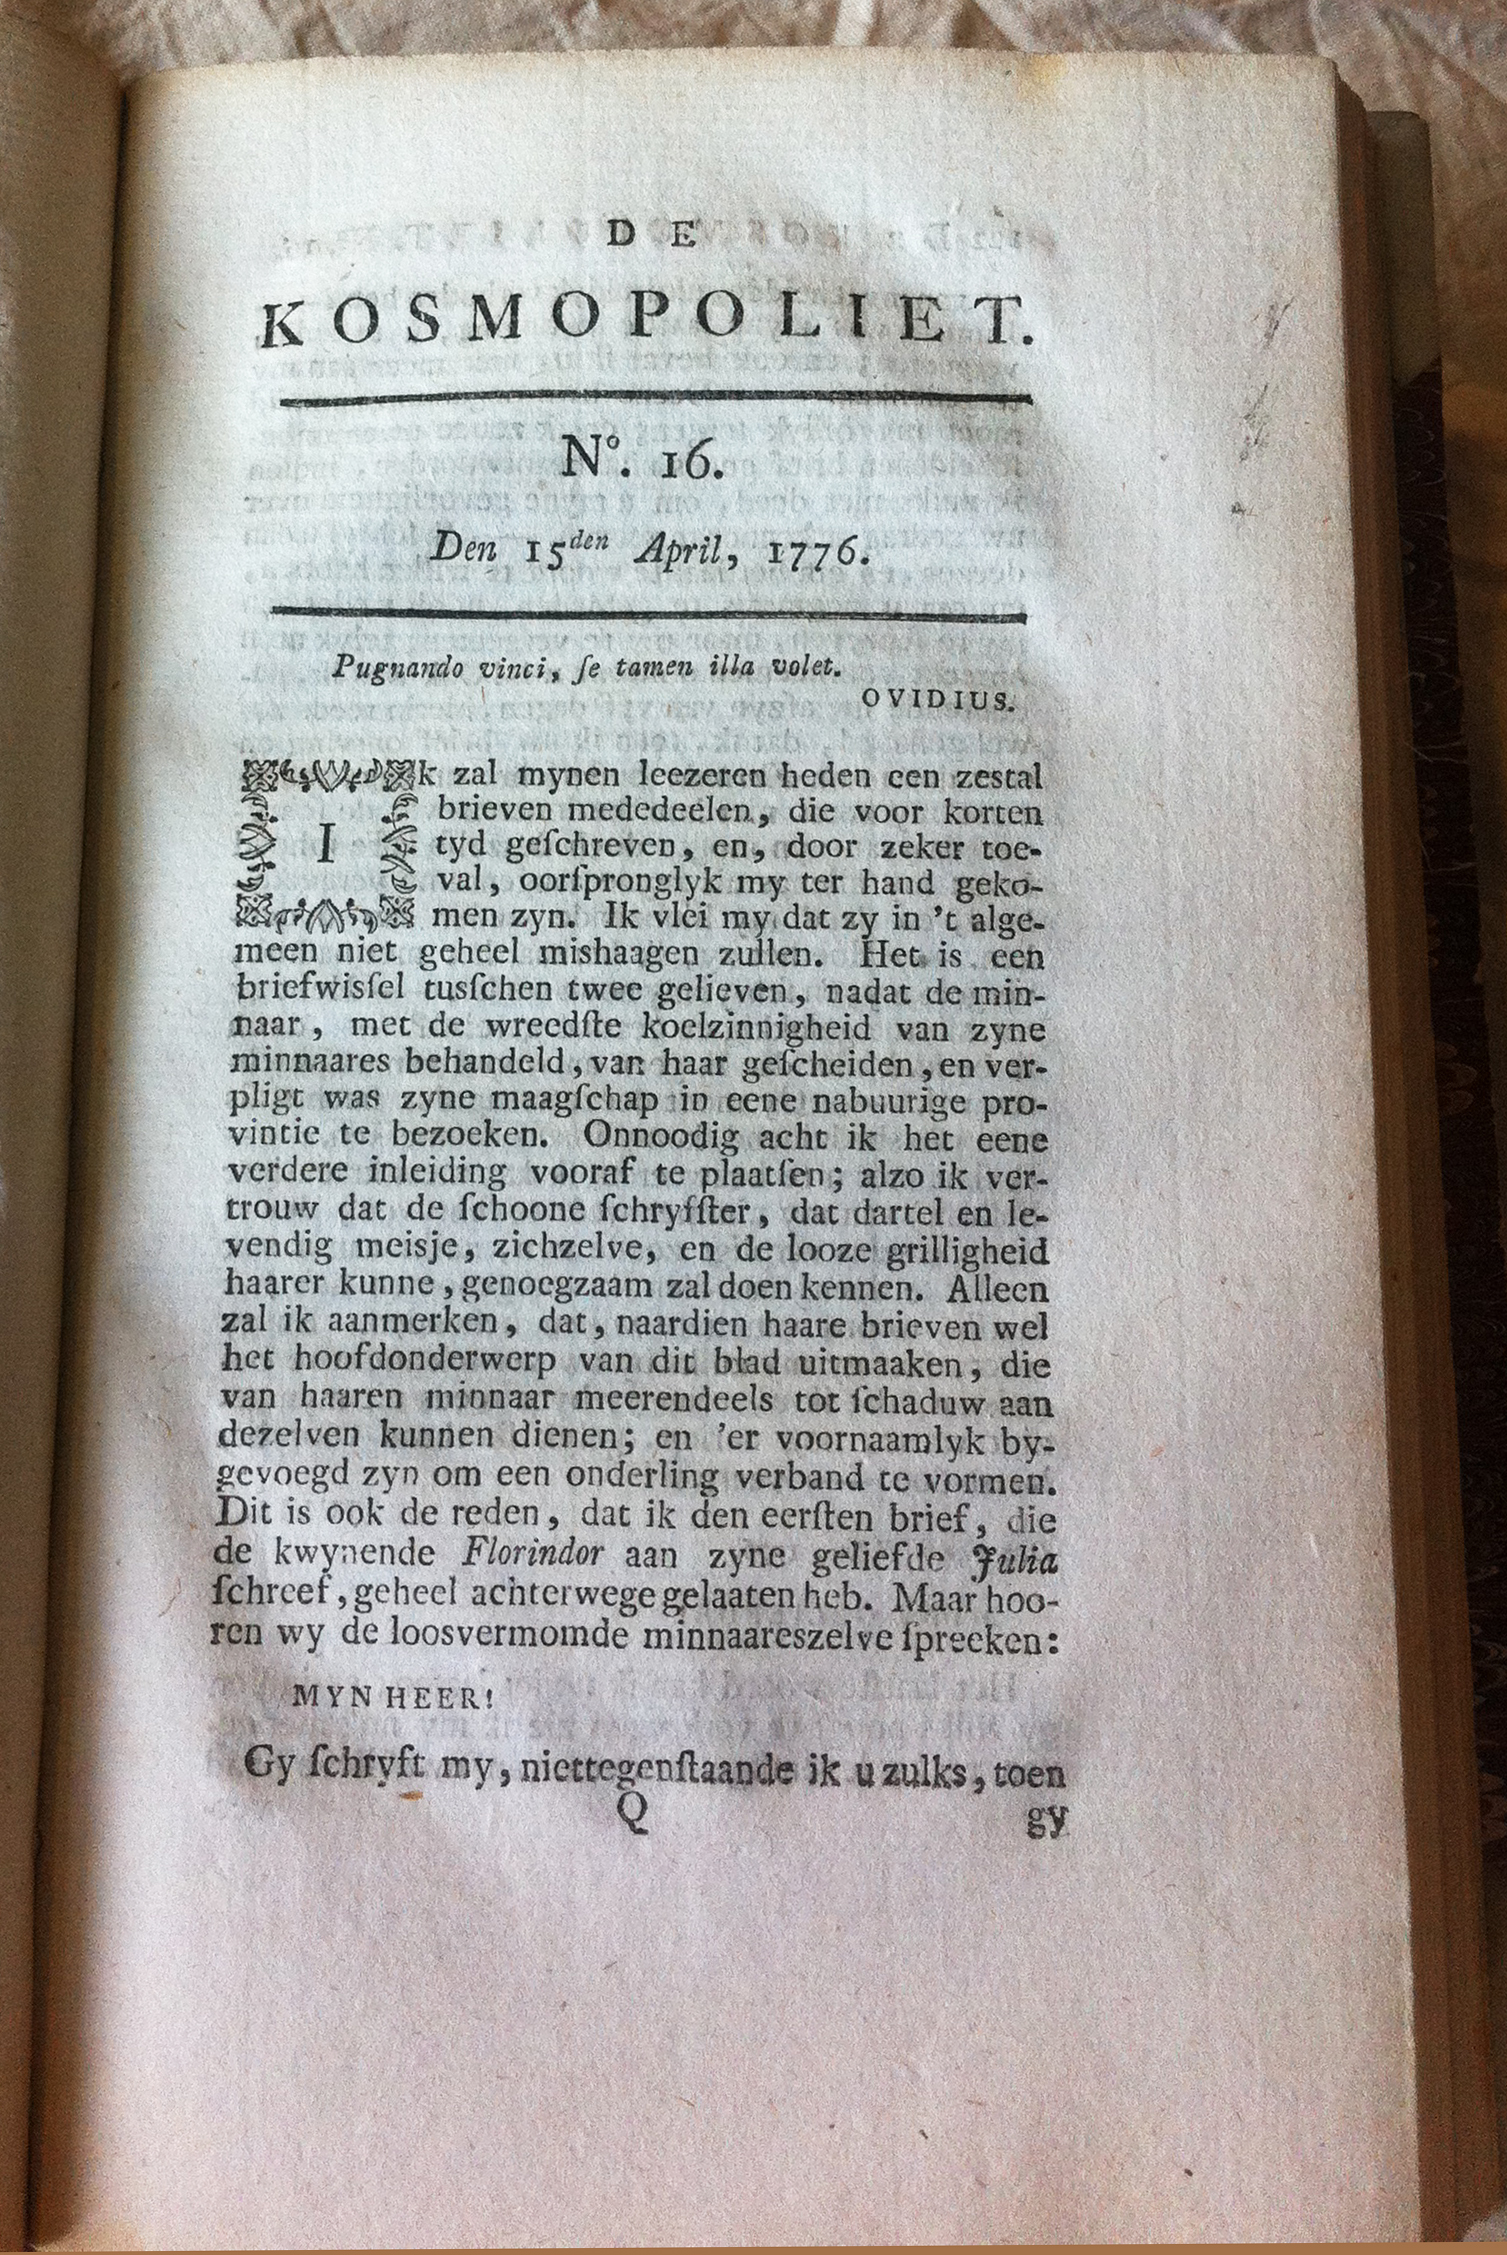 DE
KOSMOPOLIET.
Nº. 16.
Den 15den April, 1776.
Pugnando vinci, ſe tamen illa volet.
OVIDIUS.
Ik zal mynen leezeren heden een zestal
brieven mededeelen, die voor korten
tyd geſchreven, en, door zeker toe-
val, oorſpronglyk my ter hand geko-
men zyn. Ik vlei my dat zy in 't alge-
meen niet geheel mishaagen zullen. Het is een
briefwisſel tusſchen twee gelieven, nadat de min-
naar, met de wreedſte koelzinnigheid van zyne
minnaares behandeld, van haar geſcheiden, en ver-
pligt was zyne maagſchap in eene nabuurige pro-
vintie te bezoeken. Onnoodig acht ik het eene
verdere inleiding vooraf te plaatſen; alzo ik ver-
trouw dat de ſchoone ſchryfſter, dat dartel en le-
vendig meisje, zichzelve, en de looze grilligheid
haarer kunne, genoegzaam zal doen kennen. Alleen
zal ik aanmerken, dat, naardien haare brieven wel
het hoofdonderwerp van dit blad uitmaaken, die
van haaren minnaar meerendeels tot ſchaduw aan
dezelven kunnen dienen; en 'er voornaamlyk by-
gevoegd zyn om een onderling verband te vormen.
Dit is ook de reden, dat ik den eerſten brief, die
de kwynende Florindor aan zyne geliefde Julia
ſchreef, geheel achterwege gelaaten heb. Maar hoo-
ren wy de loosvermomde minnaareszelve ſpreeken:
MYN HEER!
Gy ſchryft my, niettegenſtaande ik u zulks, toen
Q
gy